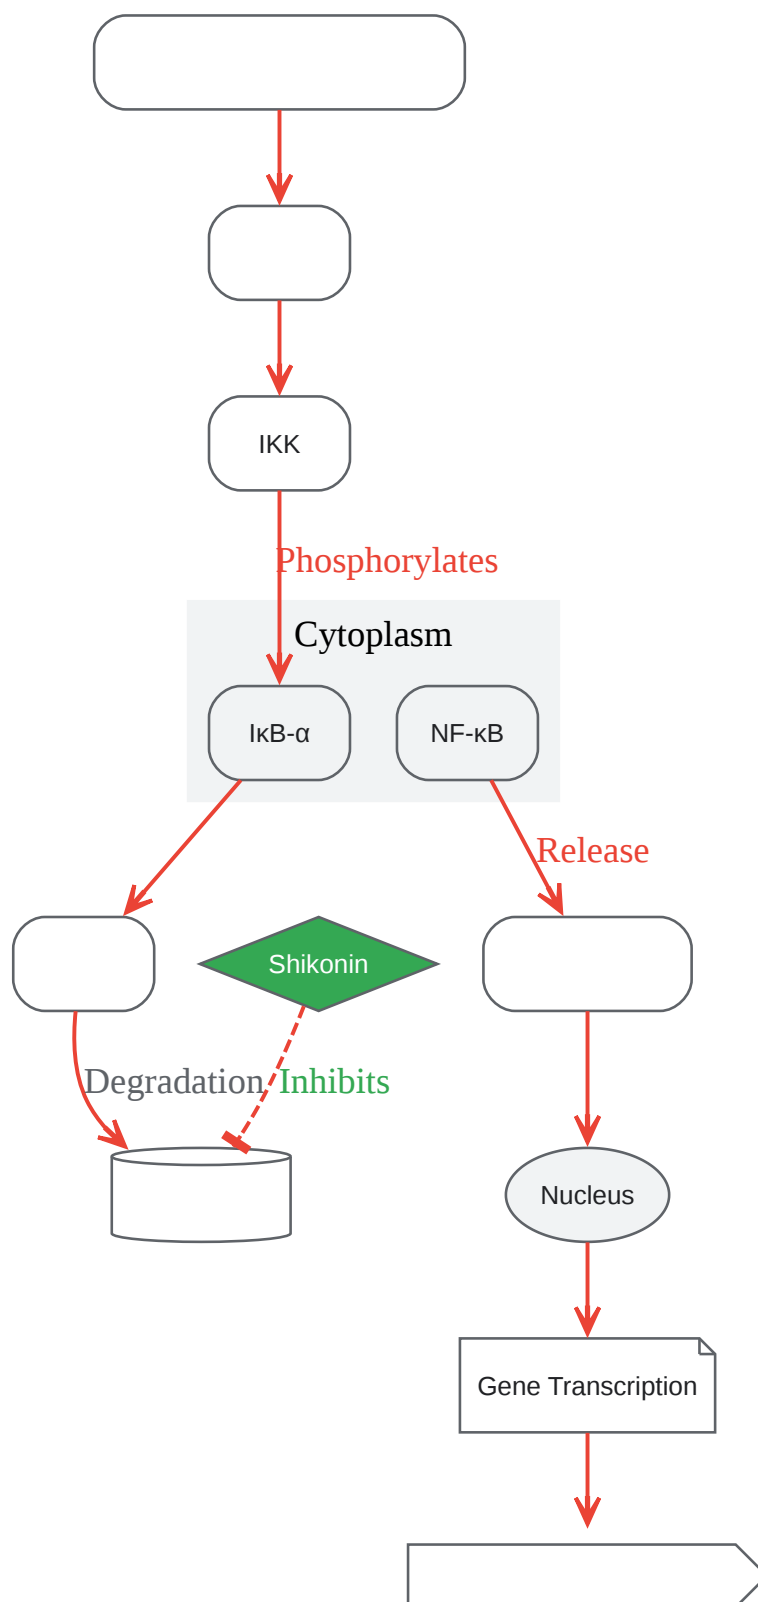 IKK
Phosphorylates
Cytoplasm
IκB-α
NF-κB
Release
Shikonin
Degradation
Inhibits
Nucleus
Gene Transcription